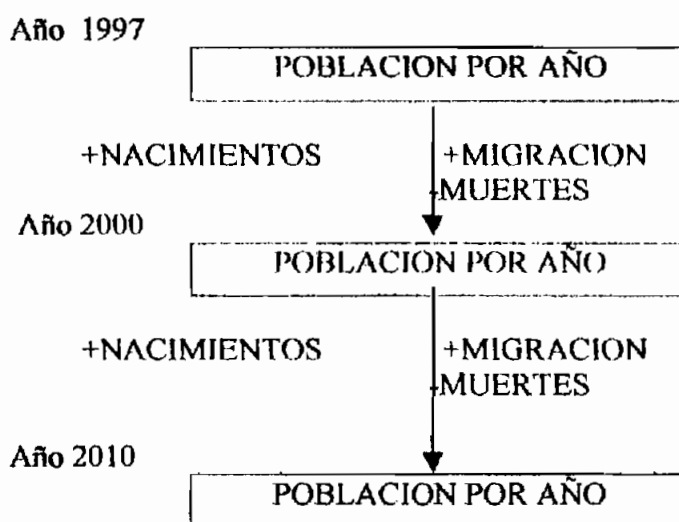 Año 1997
POBLACION POR AÑO
+NACIMIENTOS +MIGRACION
-MUERTES
Año 2000
POBLACION POR AÑO
+NACIMIENTOS +MIGRACION
-MUERTES
Año 2010
POBLACION POR AÑO